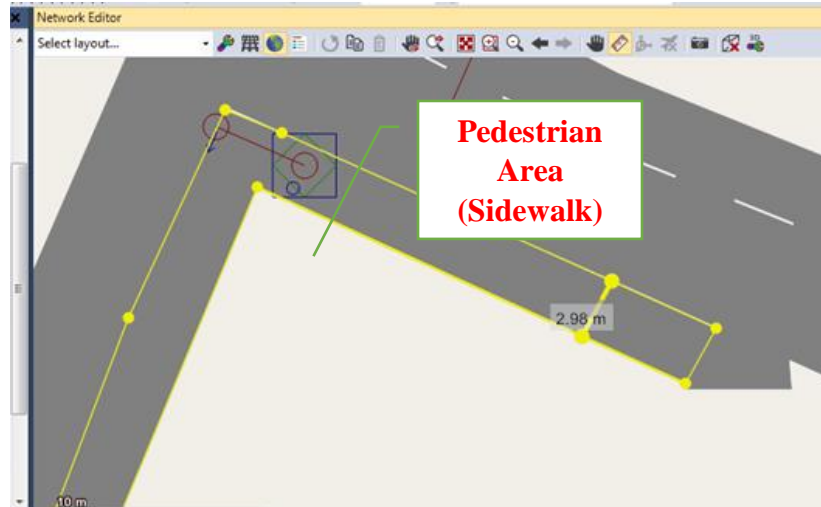 Network Editor
Select layout...
Pedestrian
Area
(Sidewalk)
2.98 m
10 m